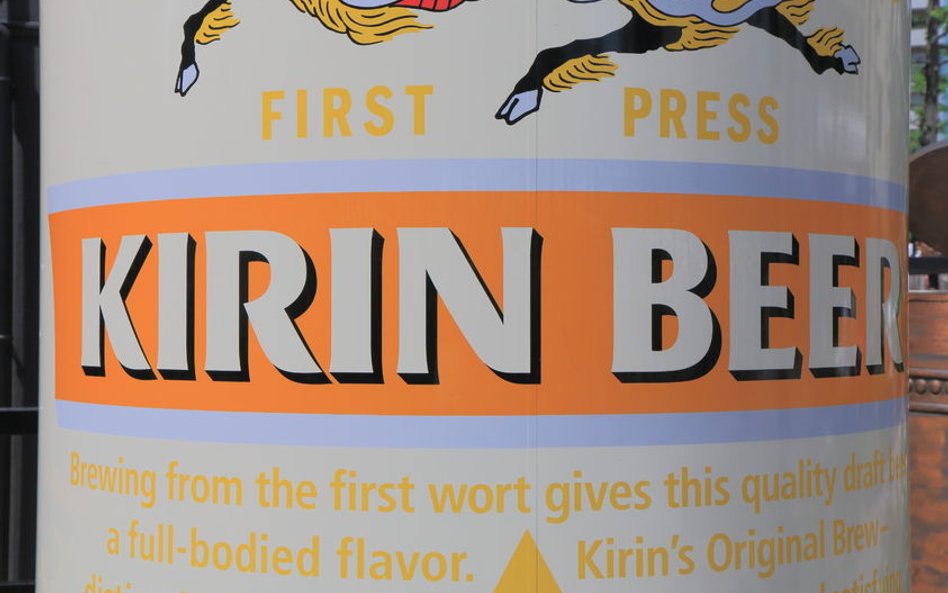 FIRST PRESS
KIRIN BEER
Brewing from the first wort gives this quality draft
a full-bodied flavor. Kirin's Original Brew—